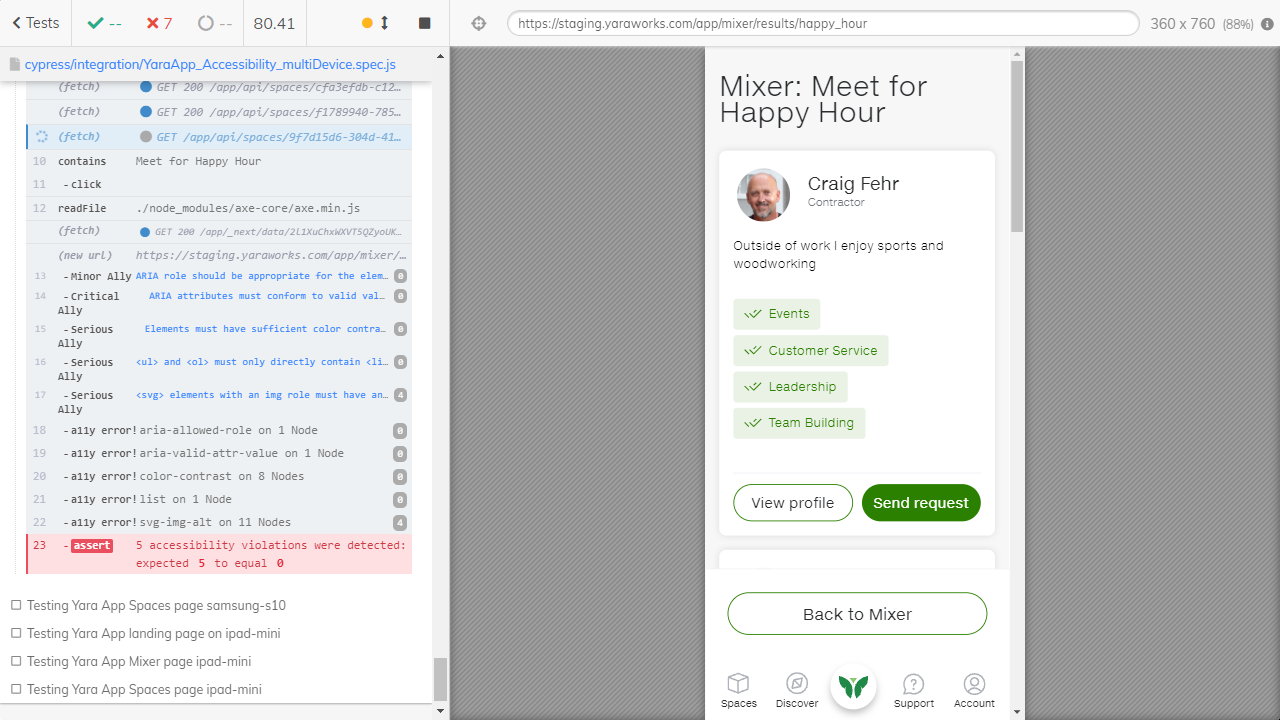 Tests
--
7
--
80.41
https://staging.yaraworks.com/app/mixer/results/happy_hour
360 x 760 (88%)
cypress/integration/YaraApp_Accessibility_multiDevice.spec.js
(fetch) GET 200 /app/api/spaces/cfa3efdb-c12…
(fetch) GET 200 /app/api/spaces/f1789940-785…
(fetch) GET /app/api/spaces/9f7d15d6-304d-41…
10 contains Meet for Happy Hour
11 -click
12 readFile ./node_modules/axe-core/axe.min.js
(fetch) GET 200 /app/_next/data/2l1XuChxWXVT5QZyoUK…
(new url) https://staging.yaraworks.com/app/mixer/…
13 -Minor Ally ARIA role should be appropriate for the elem… 0
14 -Critical ARIA attributes must conform to valid val… 0
Ally
15 -Serious Elements must have sufficient color contra… 0
Ally
16 -Serious <ul> and <ol> must only directly contain <li… 0
Ally
17 -Serious <svg> elements with an img role must have an… 4
Ally
18 -a11y error! aria-allowed-role on 1 Node 0
19 -a11y error! aria-valid-attr-value on 1 Node 0
20 -a11y error! color-contrast on 8 Nodes 0
21 -a11y error! list on 1 Node 0
22 -a11y error! svg-img-alt on 11 Nodes 4
23 -assert 5 accessibility violations were detected:
expected 5 to equal 0
Testing Yara App Spaces page samsung-s10
Testing Yara App landing page on ipad-mini
Testing Yara App Mixer page ipad-mini
Testing Yara App Spaces page ipad-mini
Mixer: Meet for
Happy Hour
Craig Fehr
Contractor
Outside of work I enjoy sports and
woodworking
Events
Customer Service
Leadership
Team Building
View profile
Send request
Back to Mixer
Spaces
Discover
Support
Account